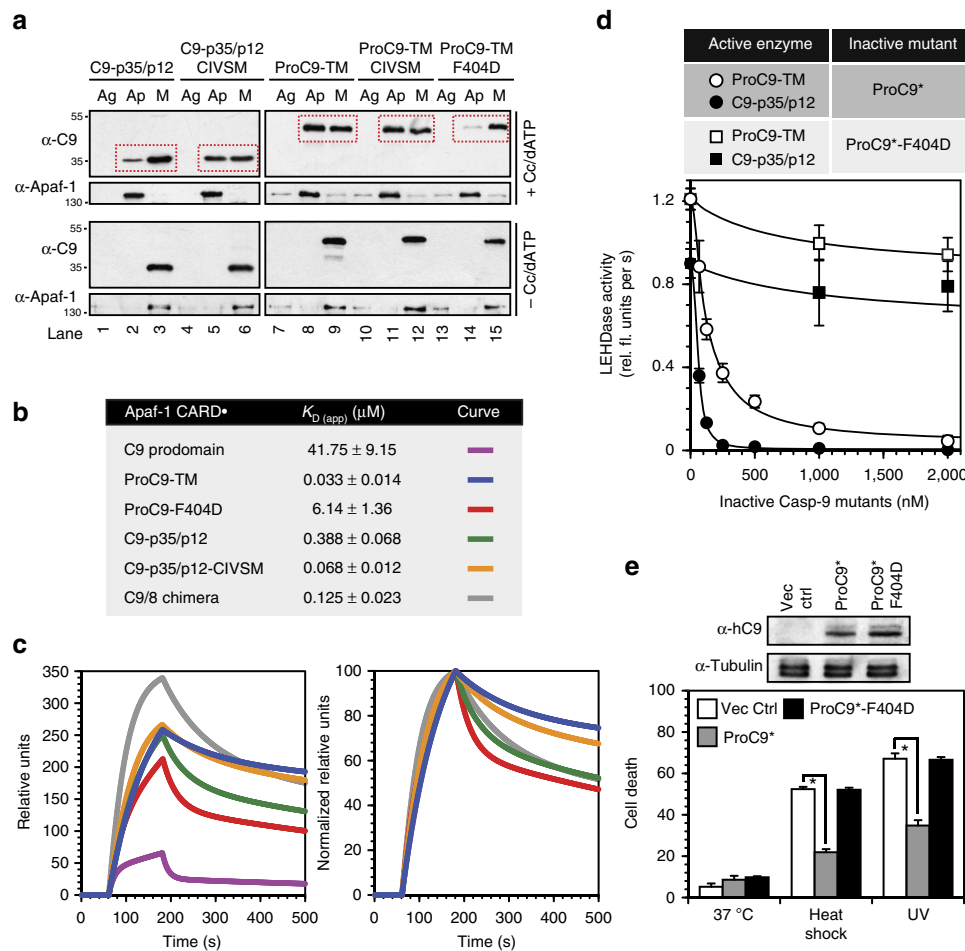 a
C9-p35/p12
C9-p35/p12
CIVSM
ProC9-TM
ProC9-TM
CIVSM
ProC9-TM
F404D
Ag Ap M Ag Ap M Ag Ap M Ag Ap M Ag Ap M
55
α-C9
35
α-Apaf-1
130
+ Cc/dATP
55
α-C9
35
α-Apaf-1
130
– Cc/dATP
Lane 1 2 3 4 5 6 7 8 9 10 11 12 13 14 15
b
Apaf-1 CARD• K D (app) (μM) Curve
C9 prodomain 41.75 ± 9.15
ProC9-TM 0.033 ± 0.014
ProC9-F404D 6.14 ± 1.36
C9-p35/p12 0.388 ± 0.068
C9-p35/p12-CIVSM 0.068 ± 0.012
C9/8 chimera 0.125 ± 0.023
c
Relative units
350
300
250
200
150
100
50
0
0 100 200 300 400 500
Time (s)
Normalized relative units
100
80
60
40
20
0
0 100 200 300 400 500
Time (s)
d
Active enzyme Inactive mutant
ProC9-TM
C9-p35/p12
ProC9*
ProC9-TM
C9-p35/p12
ProC9*-F404D
LEHDase activity
(rel. fl. units per s)
1.2
0.8
0.4
0
0 500 1,000 1,500 2,000
Inactive Casp-9 mutants (nM)
e
Vec
ctrl
ProC9*
ProC9*
F404D
α-hC9
α-Tubulin
Cell death
100
80
60
40
20
0
Vec Ctrl ProC9*-F404D
ProC9*
*
*
37 °C Heat
shock UV